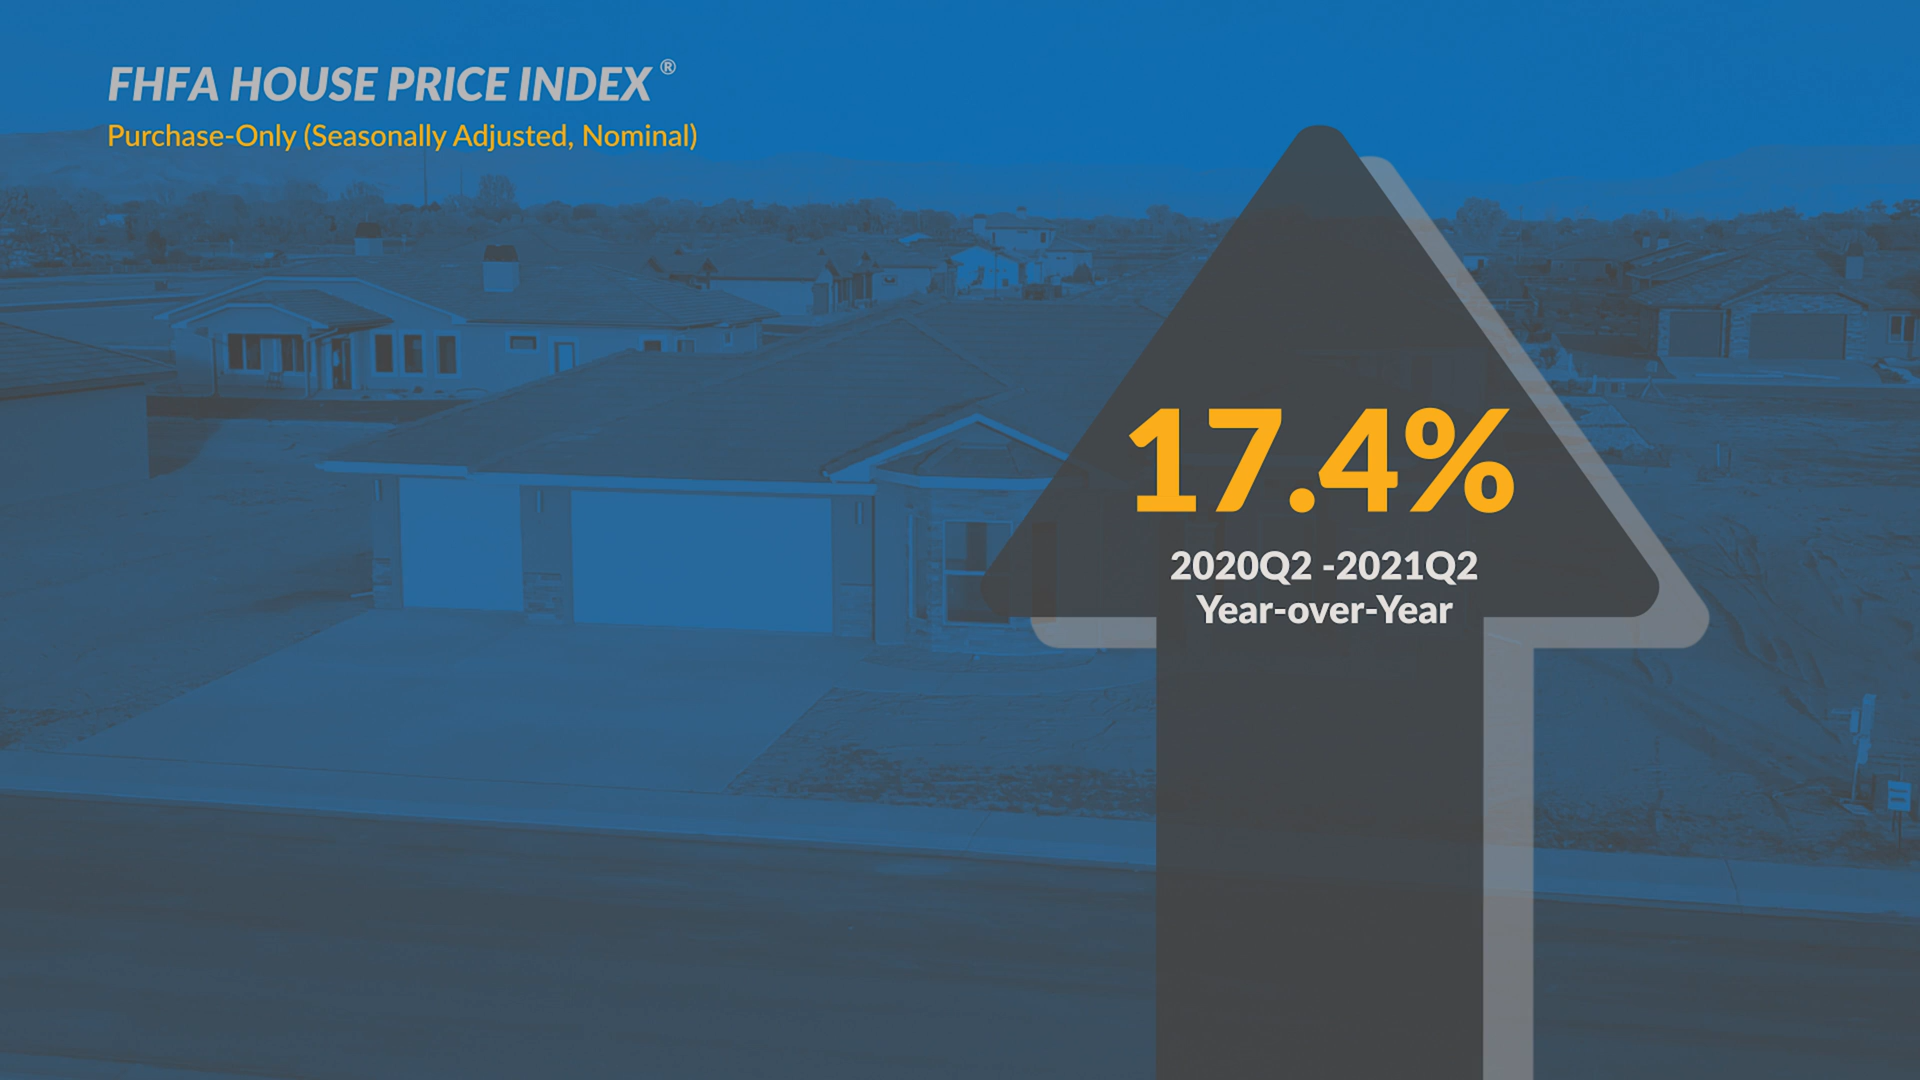 FHFA HOUSE PRICE INDEX ®
Purchase-Only (Seasonally Adjusted, Nominal)
17.4%
2020Q2 -2021Q2
Year-over-Year